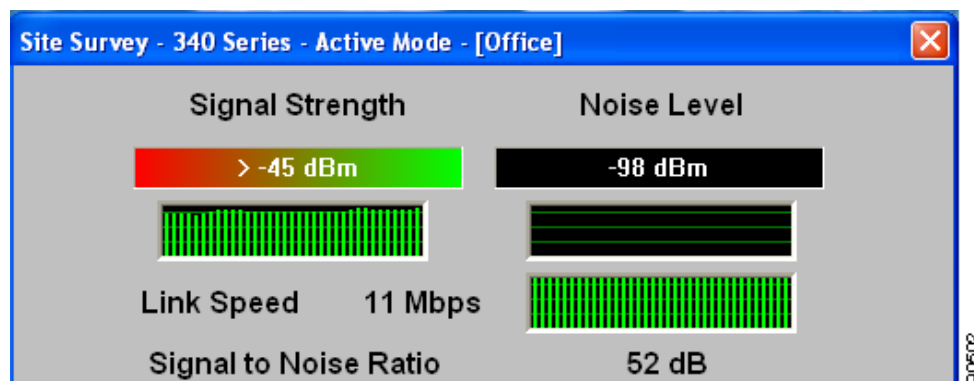 Site Survey - 340 Series - Active Mode - [Office]
Signal Strength
Noise Level
> -45 dBm
-98 dBm
Link Speed
11 Mbps
Signal to Noise Ratio
52 dB